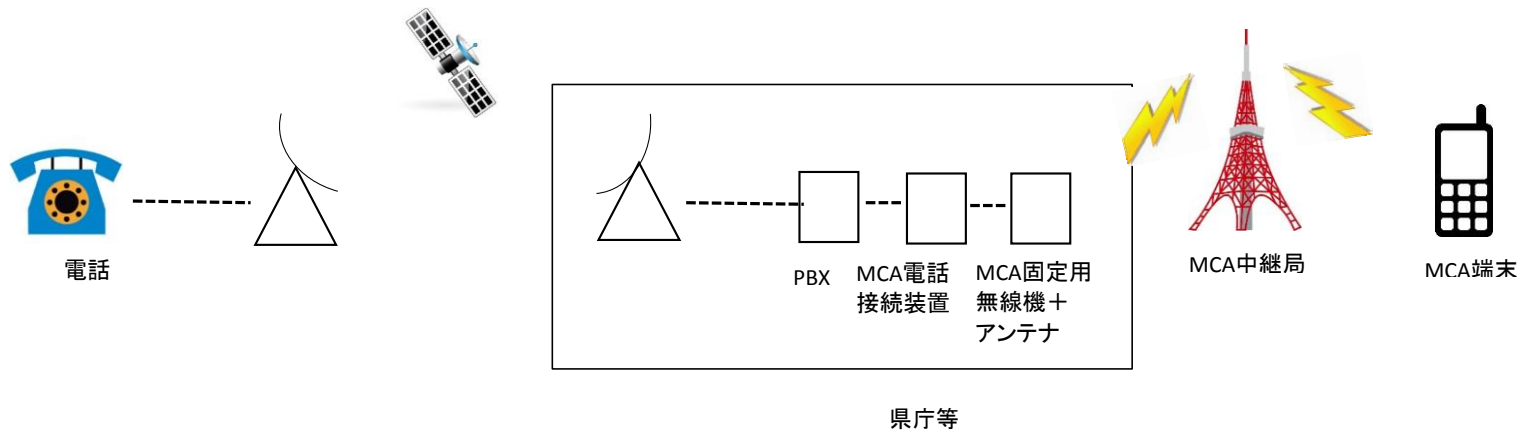 電話
PBX
MCA電話
接続装置
MCA固定用
無線機＋
アンテナ
MCA中継局
MCA端末
県庁等